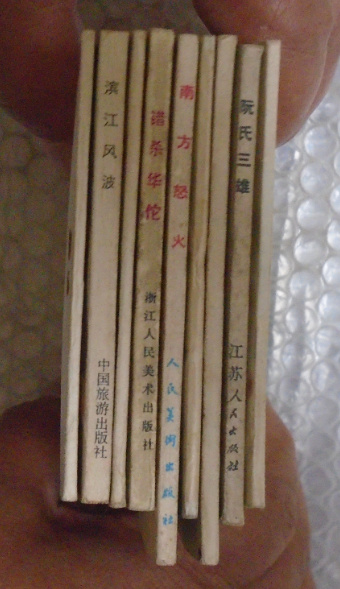 滨江风波
中国旅游出版社
错杀华佗
浙江人民美术出版社
南方怒火
人民美术出版社
阮氏三雄
江苏人民出版社